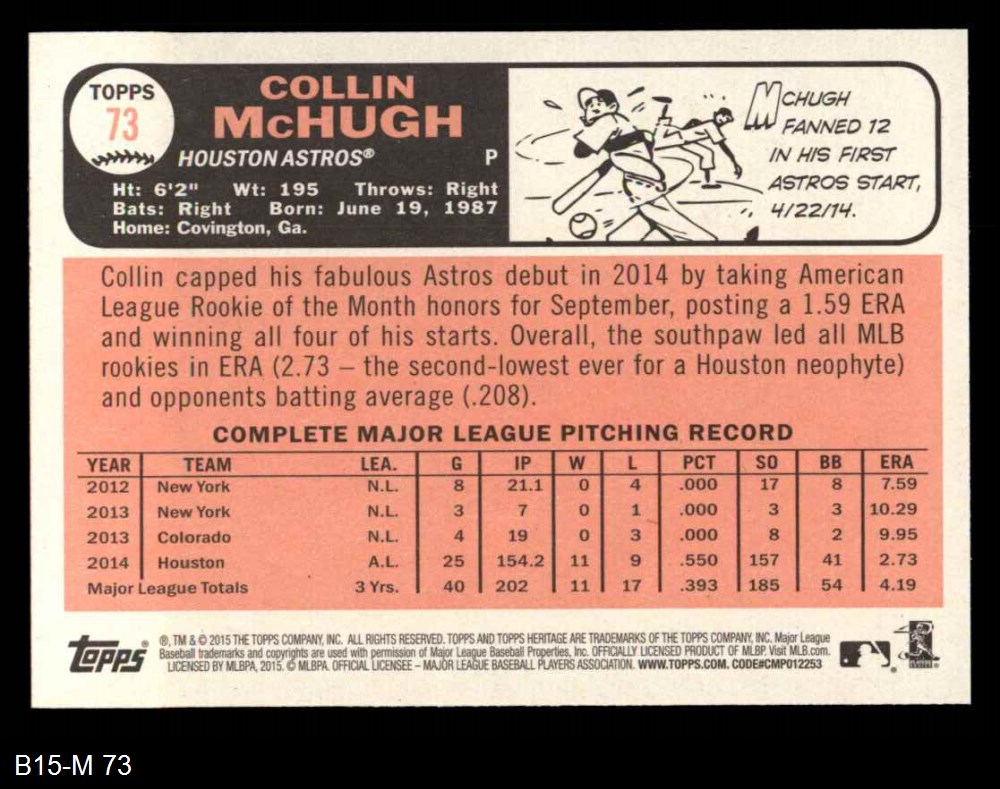 TOPPS
73
COLLIN
McHUGH
HOUSTON ASTROS® P
Ht: 6'2" Wt: 195 Throws: Right
Bats: Right Born: June 19, 1987
Home: Covington, Ga.
McHUGH
FANNED 12
IN HIS FIRST
ASTROS START,
4/22/14.
Collin capped his fabulous Astros debut in 2014 by taking American
League Rookie of the Month honors for September, posting a 1.59 ERA
and winning all four of his starts. Overall, the southpaw led all MLB
rookies in ERA (2.73 – the second-lowest ever for a Houston neophyte)
and opponents batting average (.208).
COMPLETE MAJOR LEAGUE PITCHING RECORD
YEAR TEAM LEA. G IP W L PCT SO BB ERA
2012 New York N.L. 8 21.1 0 4 .000 17 8 7.59
2013 New York N.L. 3 7 0 1 .000 3 3 10.29
2013 Colorado N.L. 4 19 0 3 .000 8 2 9.95
2014 Houston A.L. 25 154.2 11 9 .550 157 41 2.73
Major League Totals 3 Yrs. 40 202 11 17 .393 185 54 4.19
Topps®
®, TM & © 2015 THE TOPPS COMPANY, INC. ALL RIGHTS RESERVED. TOPPS AND TOPPS HERITAGE ARE TRADEMARKS OF THE TOPPS COMPANY, INC. Major League
Baseball trademarks and copyrights are used with permission of Major League Baseball Properties, Inc. OFFICIALLY LICENSED PRODUCT OF MLBP. Visit MLB.com.
LICENSED BY MLBPA, 2015. © MLBPA. OFFICIAL LICENSEE – MAJOR LEAGUE BASEBALL PLAYERS ASSOCIATION. WWW.TOPPS.COM. CODE#CMP012253
B15-M 73